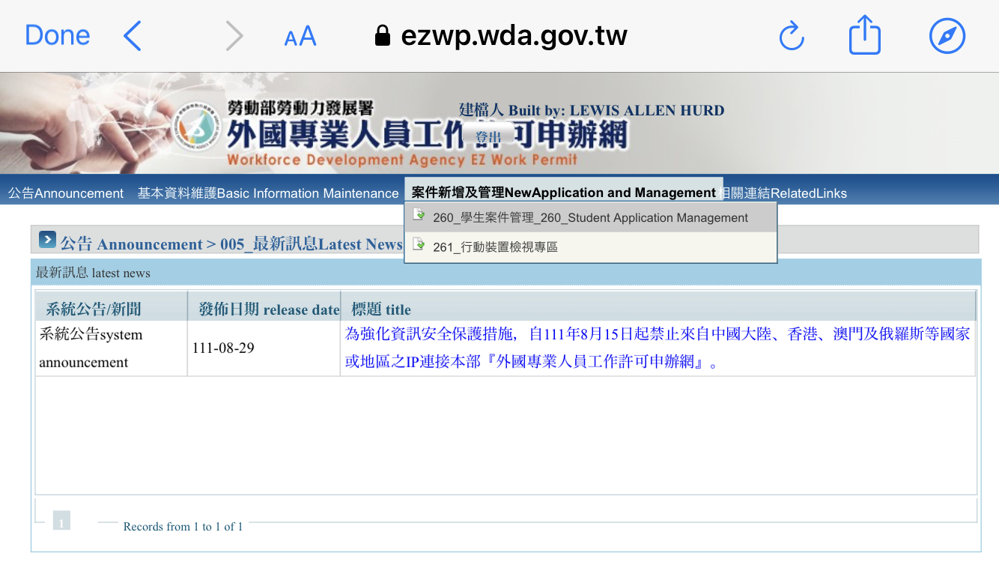 Done
AA
ezwp.wda.gov.tw
勞動部勞動力發展署
外國專業人員工作許可申辦網
Workforce Development Agency EZ Work Permit
建檔人 Built by: LEWIS ALLEN HURD
登出
公告Announcement 基本資料維護Basic Information Maintenance 案件新增及管理NewApplication and Management 相關連結RelatedLinks
260_學生案件管理_260_Student Application Management
261_行動裝置檢視專區
公告 Announcement > 005_最新訊息Latest News
最新訊息 latest news
系統公告/新聞 發佈日期 release date 標題 title
系統公告system
announcement
111-08-29
為強化資訊安全保護措施，自111年8月15日起禁止來自中國大陸、香港、澳門及俄羅斯等國家
或地區之IP連接本部『外國專業人員工作許可申辦網』。
1
Records from 1 to 1 of 1